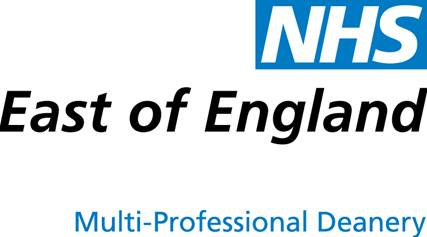 NHS
East of England
Multi-Professional Deanery